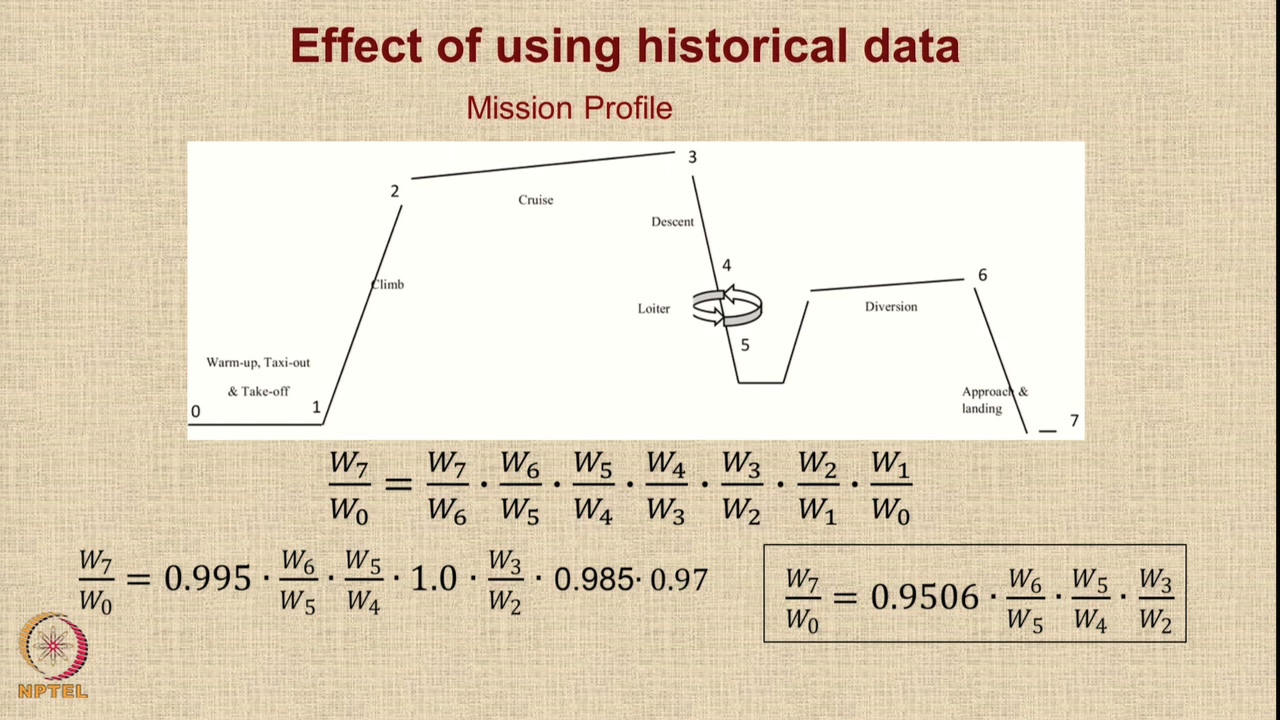 Effect of using historical data
Mission Profile
3
2
Cruise
Descent
4
6
Climb
Loiter
Diversion
5
Warm-up, Taxi-out
& Take-off
Approach &
landing
0
1
7
W₇/W₀ = W₇/W₆ · W₆/W₅ · W₅/W₄ · W₄/W₃ · W₃/W₂ · W₂/W₁ · W₁/W₀
W₇/W₀ = 0.995 · W₆/W₅ · W₅/W₄ · 1.0 · W₃/W₂ · 0.985· 0.97
W₇/W₀ = 0.9506 · W₆/W₅ · W₅/W₄ · W₃/W₂
NPTEL